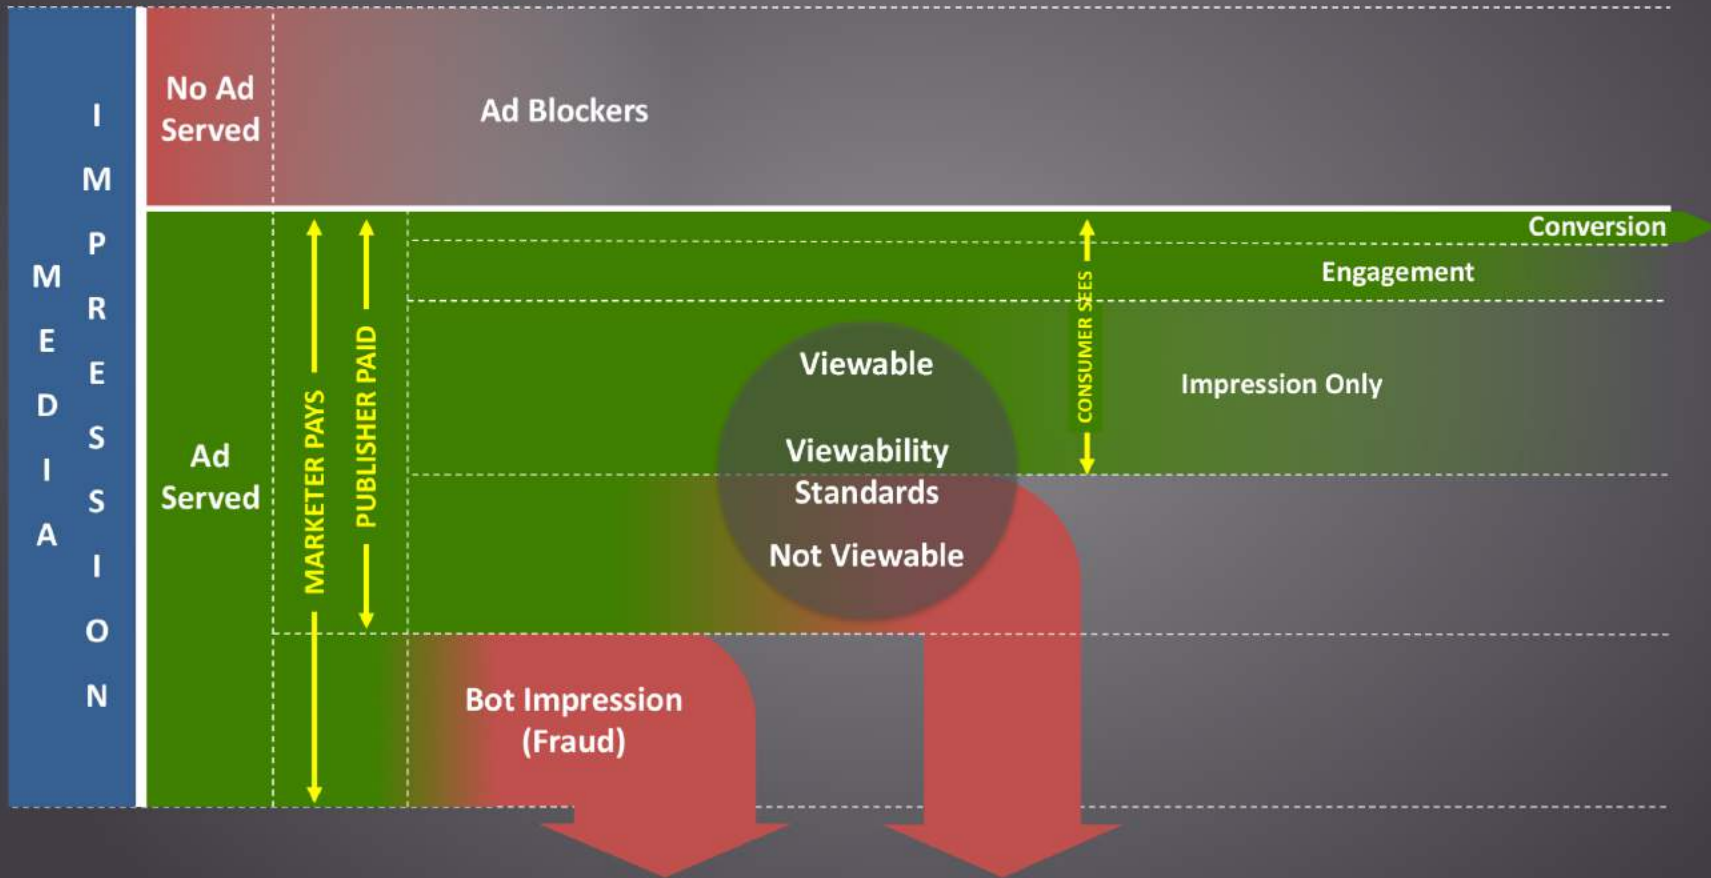 MEDIA
IMPRESSION
No Ad
Served
Ad Blockers
Conversion
Engagement
CONSUMER SEES
Impression Only
Viewable
Viewability
Standards
Not Viewable
Ad
Served
MARKETER PAYS
PUBLISHER PAID
Bot Impression
(Fraud)